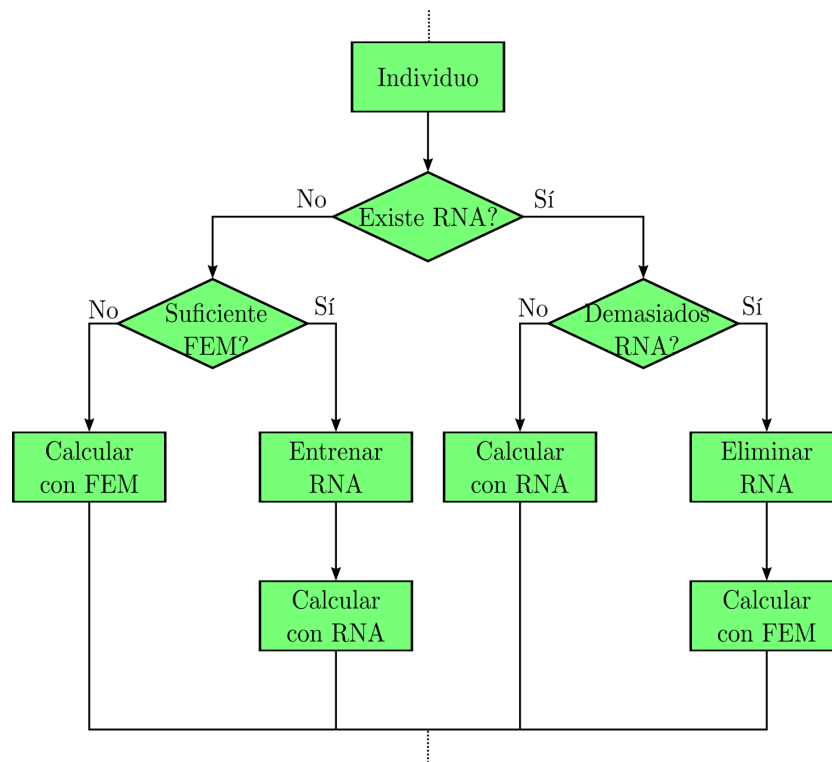 Individuo
No
Existe RNA?
Sí
No
Suficiente
FEM?
Sí
No
Demasiados
RNA?
Sí
Calcular
con FEM
Entrenar
RNA
Calcular
con RNA
Eliminar
RNA
Calcular
con RNA
Calcular
con FEM